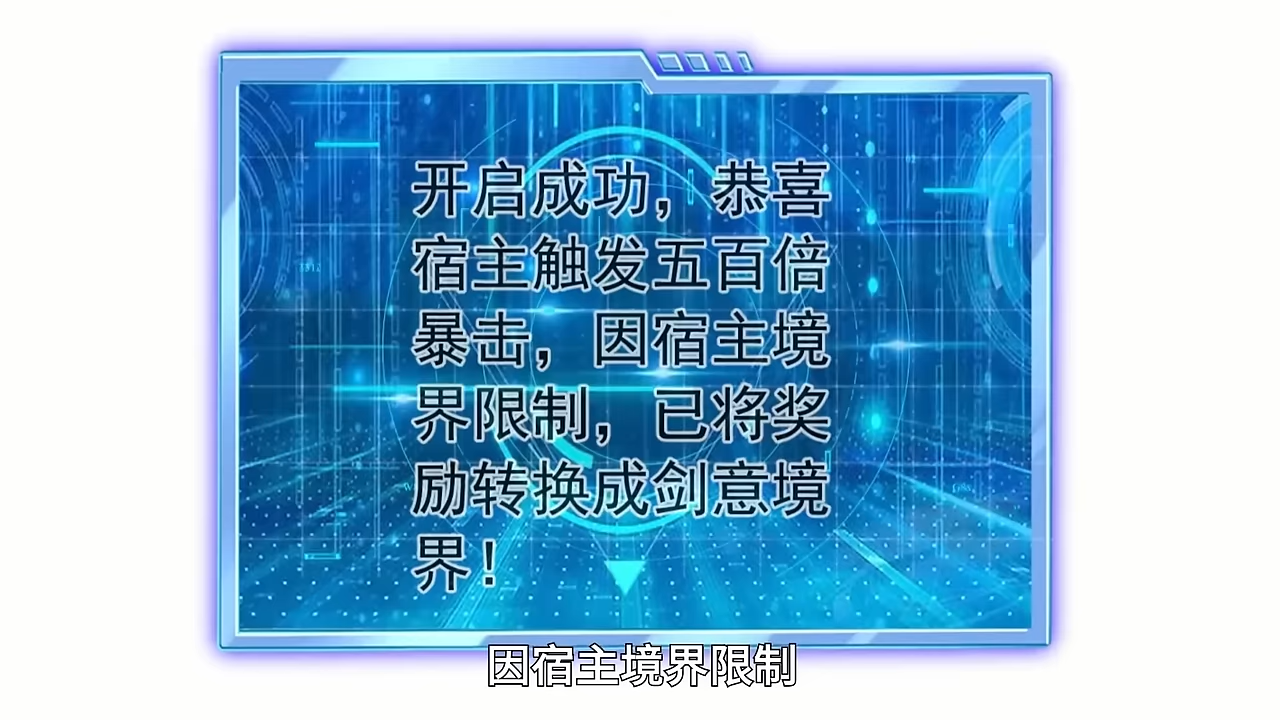 开启成功，恭喜
宿主触发五百倍
暴击，因宿主境
界限制，已将奖
励转换成剑意境
界！
因宿主境界限制